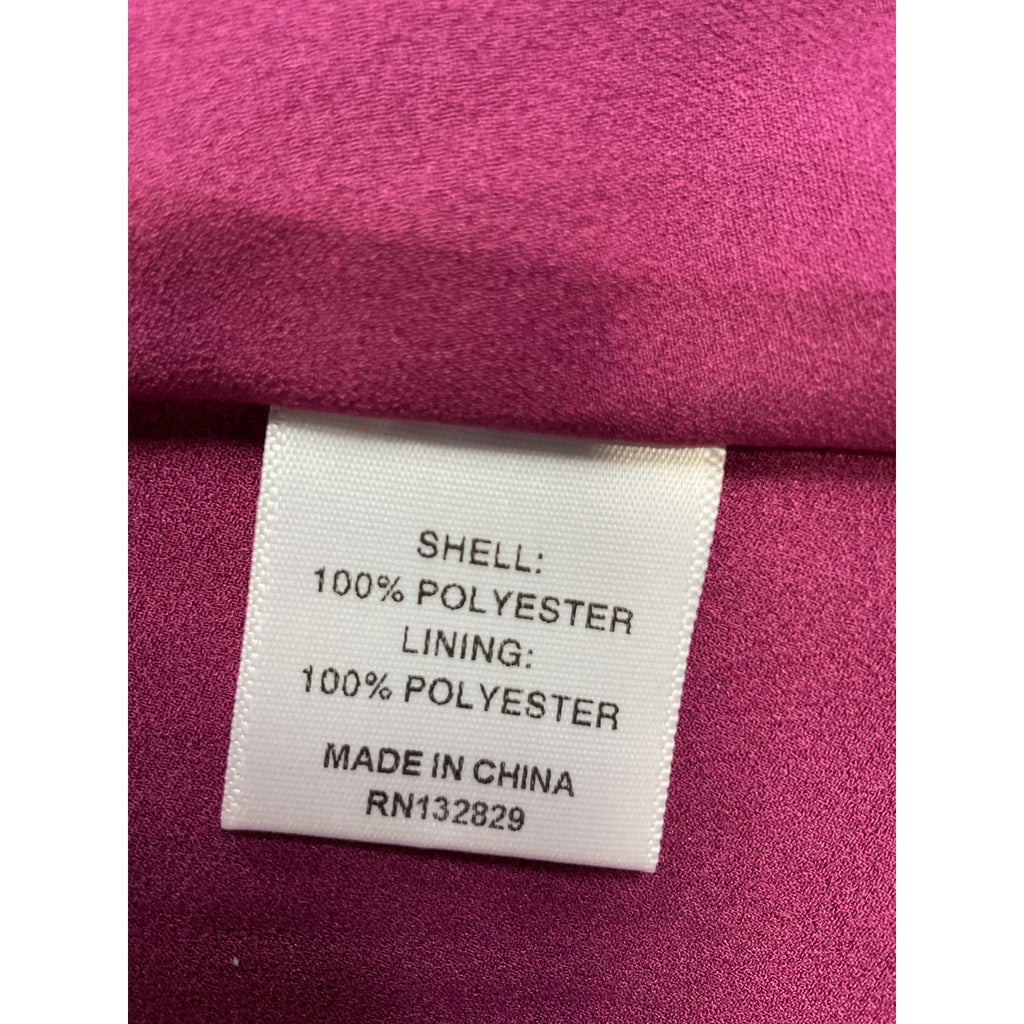 SHELL:
100% POLYESTER
LINING:
100% POLYESTER
MADE IN CHINA
RN132829